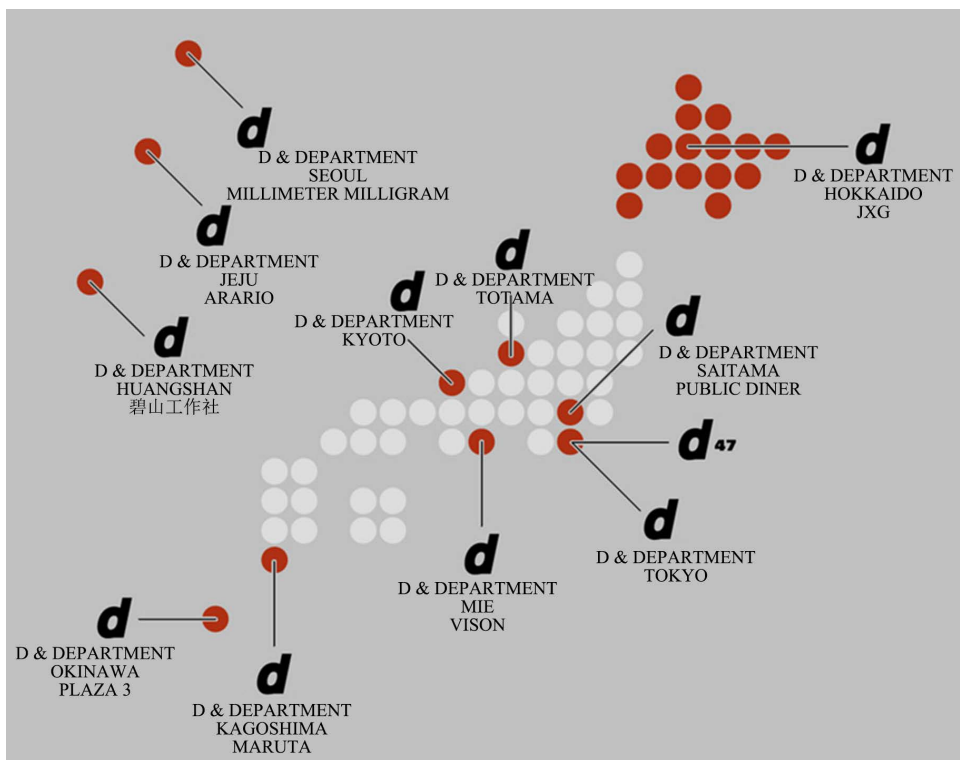 d
D & DEPARTMENT
SEOUL
MILLIMETER MILLIGRAM
d
D & DEPARTMENT
HOKKAIDO
JXG
d
D & DEPARTMENT
JEJU
ARARIO
d
D & DEPARTMENT
TOTAMA
d
D & DEPARTMENT
KYOTO
d
D & DEPARTMENT
SAITAMA
PUBLIC DINER
d
D & DEPARTMENT
HUANGSHAN
碧山工作社
d 47
d
D & DEPARTMENT
TOKYO
d
D & DEPARTMENT
MIE
VISON
d
D & DEPARTMENT
OKINAWA
PLAZA 3
d
D & DEPARTMENT
KAGOSHIMA
MARUTA